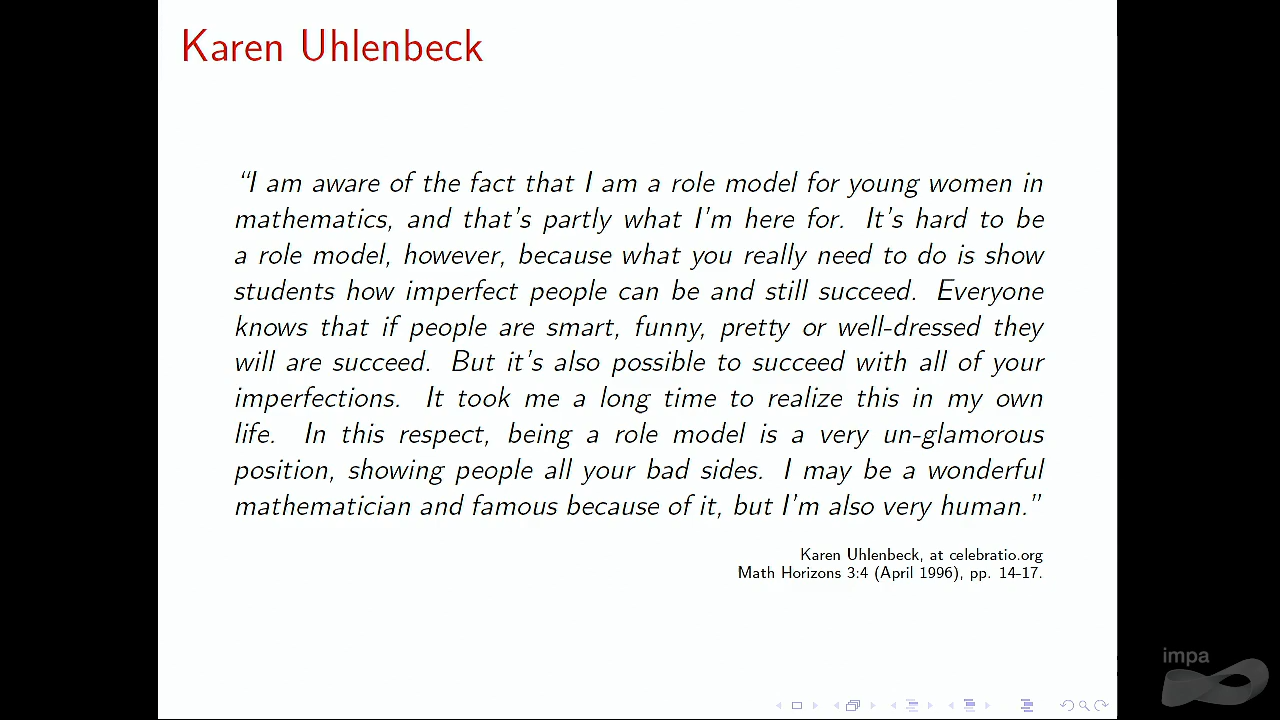 Karen Uhlenbeck
“I am aware of the fact that I am a role model for young women in
mathematics, and that's partly what I'm here for. It's hard to be
a role model, however, because what you really need to do is show
students how imperfect people can be and still succeed. Everyone
knows that if people are smart, funny, pretty or well-dressed they
will are succeed. But it's also possible to succeed with all of your
imperfections. It took me a long time to realize this in my own
life. In this respect, being a role model is a very un-glamorous
position, showing people all your bad sides. I may be a wonderful
mathematician and famous because of it, but I'm also very human.”
Karen Uhlenbeck, at celebratio.org
Math Horizons 3:4 (April 1996), pp. 14-17.
impa